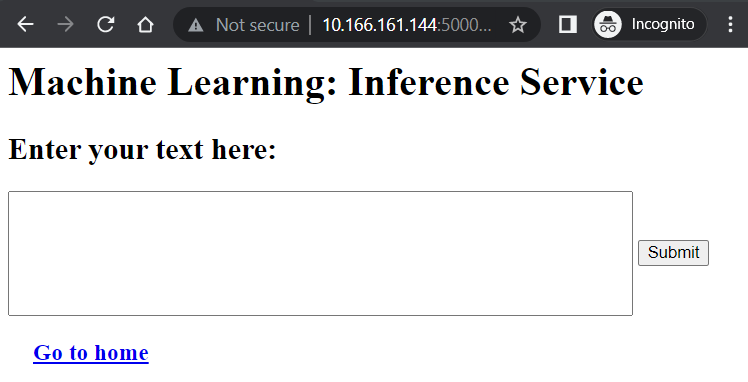 Not secure | 10.166.161.144:5000... Incognito
Machine Learning: Inference Service
Enter your text here:
Submit
Go to home